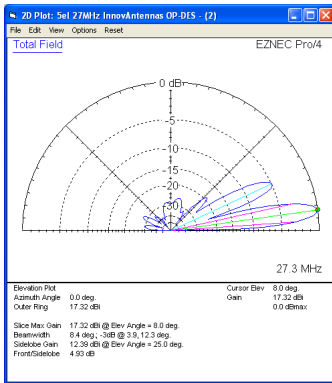 2D Plot: 5el 27MHz InnovAntennas OP-DES - (2)
File Edit View Options Reset
Total Field EZNEC Pro/4
0 dB
-5
-10
-15
-20
-30
27.3 MHz
Elevation Plot Cursor Elev 8.0 deg.
Azimuth Angle 0.0 deg. Gain 17.32 dBi
Outer Ring 17.32 dBi 0.0 dBmax
Slice Max Gain 17.32 dBi @ Elev Angle = 8.0 deg.
Beamwidth 8.4 deg.; -3dB @ 3.9, 12.3 deg.
Sidelobe Gain 12.39 dBi @ Elev Angle = 25.0 deg.
Front/Sidelobe 4.93 dB